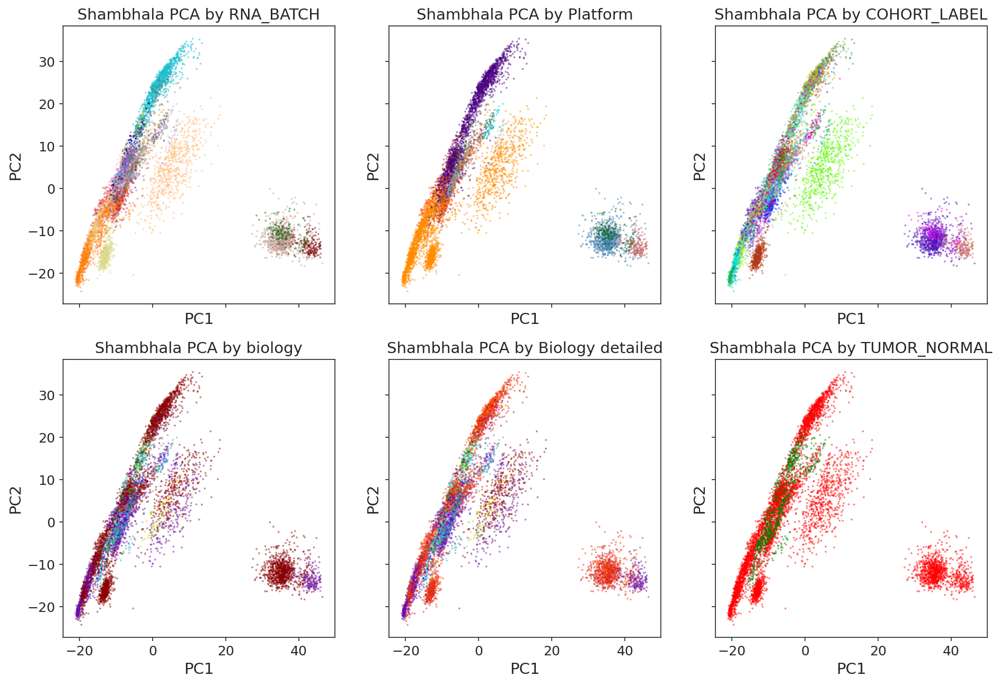 Shambhala PCA by RNA_BATCH
Shambhala PCA by Platform
Shambhala PCA by COHORT_LABEL
30
20
10
0
−10
−20
PC2
PC2
PC2
PC1
PC1
PC1
Shambhala PCA by biology
Shambhala PCA by Biology detailed
Shambhala PCA by TUMOR_NORMAL
30
20
10
0
−10
−20
PC2
PC2
PC2
−20 0 20 40
−20 0 20 40
−20 0 20 40
PC1
PC1
PC1